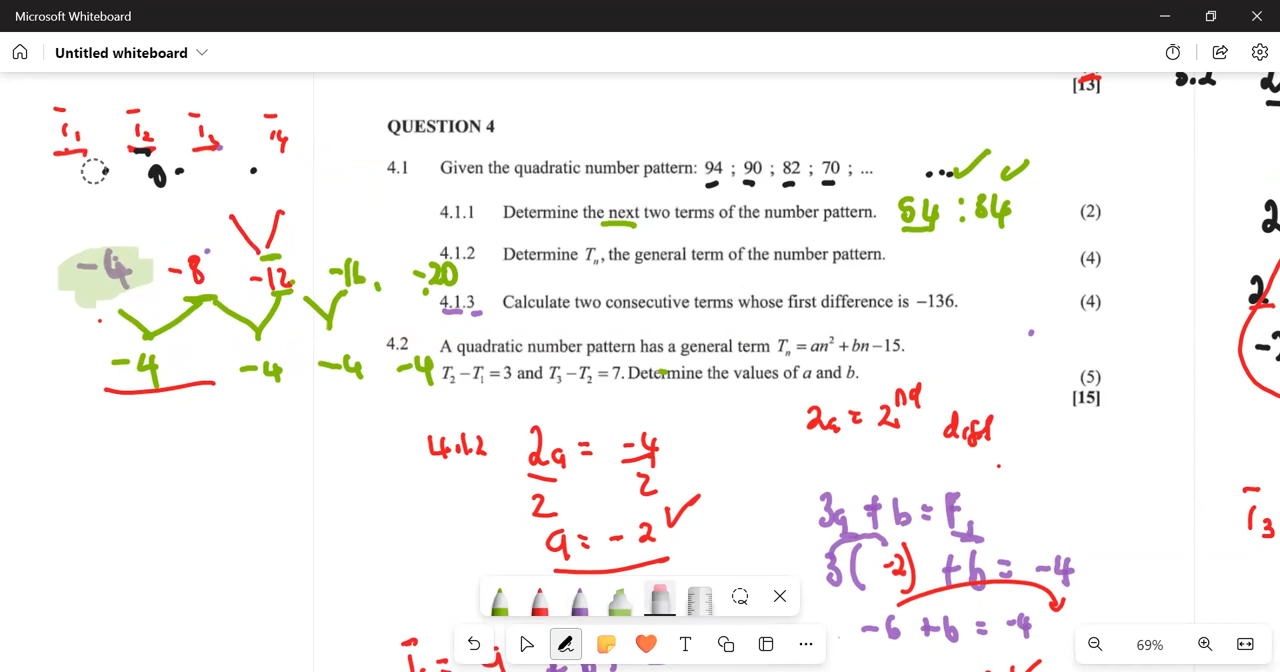 Microsoft Whiteboard
Untitled whiteboard
[13]
5.2
T1 T2 T3 T4
QUESTION 4
4.1 Given the quadratic number pattern: 94 ; 90 ; 82 ; 70 ; ...
4.1.1 Determine the next two terms of the number pattern. 54 : 34 (2)
4.1.2 Determine Tn, the general term of the number pattern. (4)
-4 -8 -12 -16, -20
4.1.3 Calculate two consecutive terms whose first difference is −136. (4)
4.2 A quadratic number pattern has a general term Tn = an² + bn − 15.
T2 − T1 = 3 and T3 − T2 = 7. Determine the values of a and b. (5)
-4 -4 -4 -4
[15]
2a = 2nd diff
4.1.2 2a = -4
2 2
a = -2
3a + b = F1
3(-2) + b = -4
-6 + b = -4
T3
69%